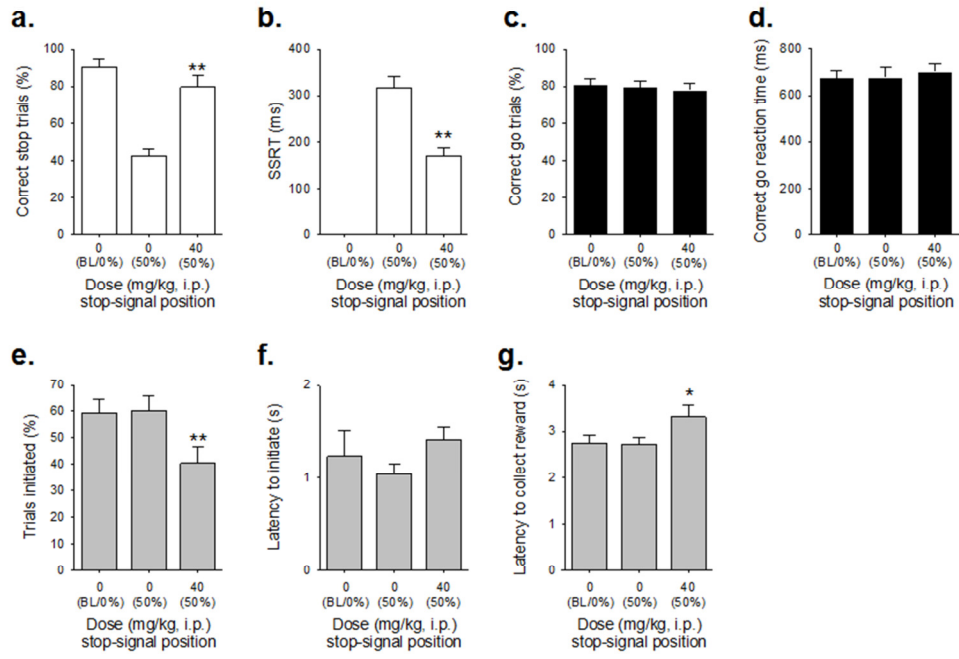 a.
Correct stop trials (%)
100
80
60
40
20
0
**
0 0 40
(BL/0%) (50%) (50%)
Dose (mg/kg, i.p.)
stop-signal position
b.
SSRT (ms)
400
300
200
100
0
**
0 0 40
(BL/0%) (50%) (50%)
Dose (mg/kg, i.p.)
stop-signal position
c.
Correct go trials (%)
100
80
60
40
20
0
0 0 40
(BL/0%) (50%) (50%)
Dose (mg/kg, i.p.)
stop-signal position
d.
Correct go reaction time (ms)
800
600
400
200
0
0 0 40
(BL/0%) (50%) (50%)
Dose (mg/kg, i.p.)
stop-signal position
e.
Trials initiated (%)
70
60
50
40
30
20
10
0
**
0 0 40
(BL/0%) (50%) (50%)
Dose (mg/kg, i.p.)
stop-signal position
f.
Latency to initiate (s)
2
1
0
0 0 40
(BL/0%) (50%) (50%)
Dose (mg/kg, i.p.)
stop-signal position
g.
Latency to collect reward (s)
4
3
2
1
0
*
0 0 40
(BL/0%) (50%) (50%)
Dose (mg/kg, i.p.)
stop-signal position